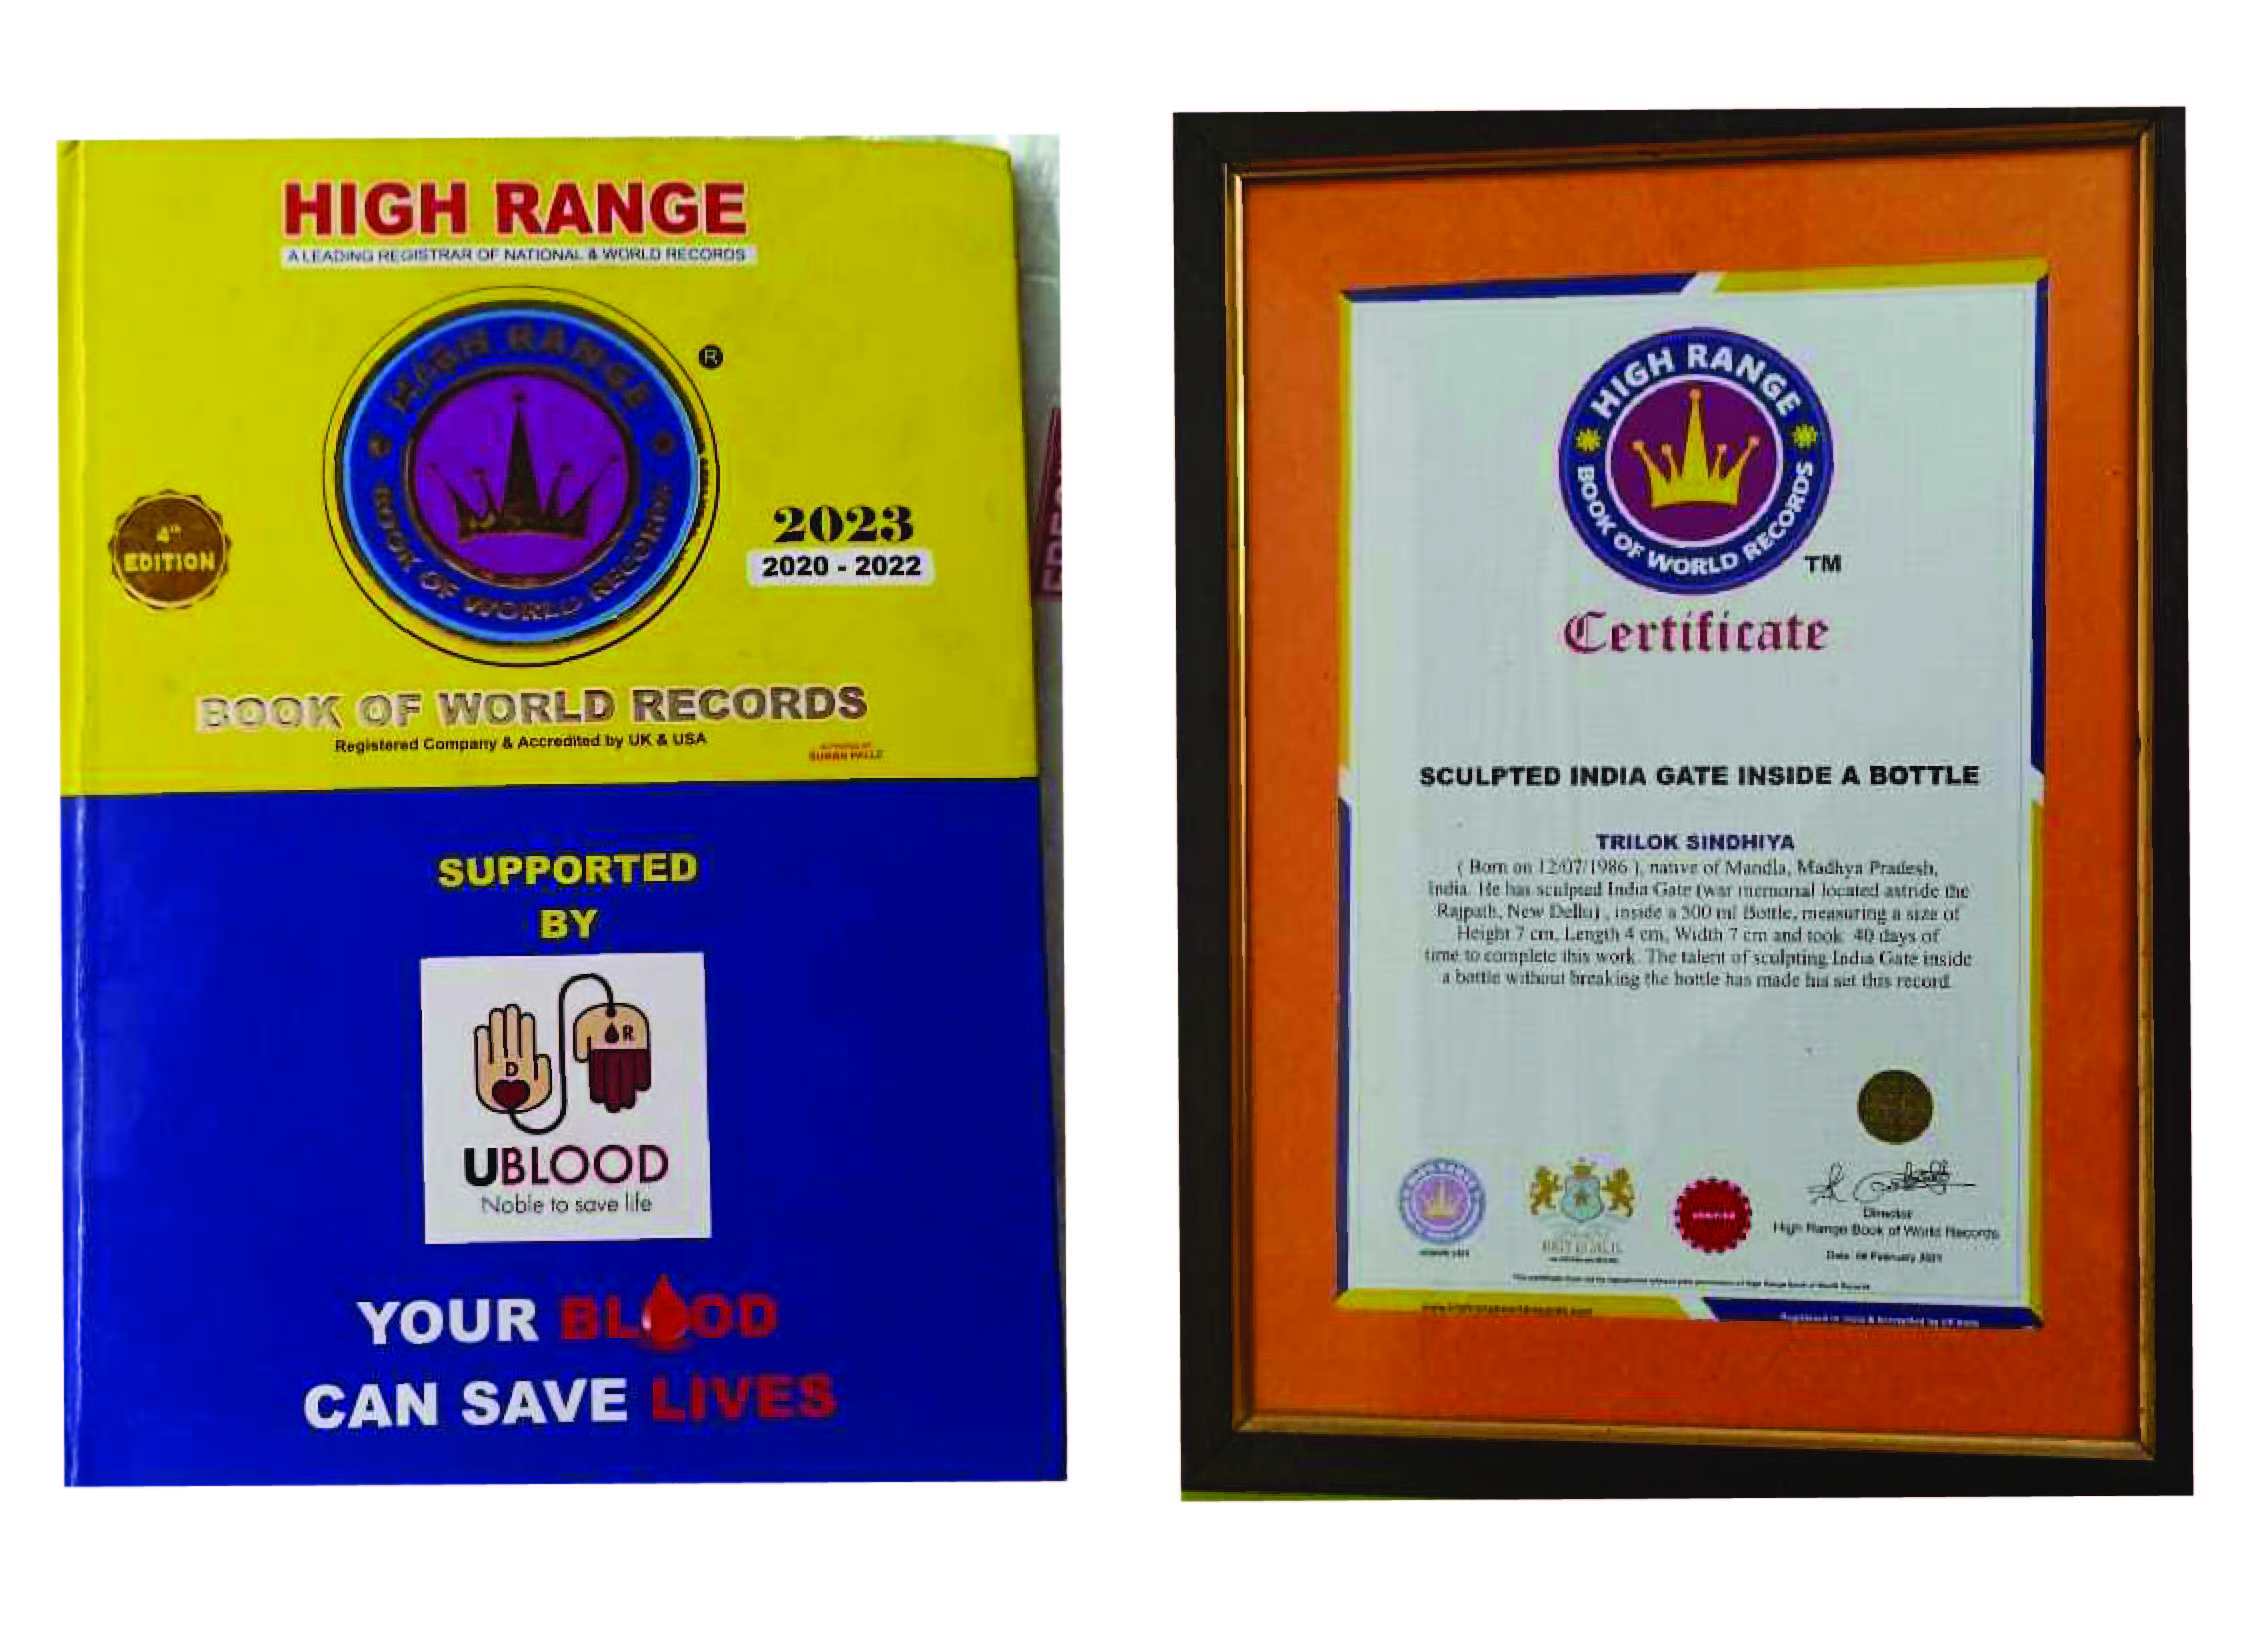 HIGH RANGE
A LEADING REGISTRAR OF NATIONAL & WORLD RECORDS
HIGH RANGE
BOOK OF WORLD RECORDS
®
4th
EDITION
2023
2020 - 2022
BOOK OF WORLD RECORDS
Registered Company & Accredited by UK & USA
SUPPORTED
BY
D
R
UBLOOD
Noble to save life
YOUR BLOOD
CAN SAVE LIVES
HIGH RANGE
BOOK OF WORLD RECORDS
TM
Certificate
SCULPTED INDIA GATE INSIDE A BOTTLE
TRILOK SINDHIYA
( Born on 12/07/1986 ), native of Mandla, Madhya Pradesh,
India. He has sculpted India Gate (war memorial located astride the
Rajpath, New Delhi) , inside a 500 ml Bottle, measuring a size of
Height 7 cm, Length 4 cm, Width 7 cm and took 40 days of
time to complete this work. The talent of sculpting India Gate inside
a bottle without breaking the bottle has made his set this record.
Director
High Range Book of World Records